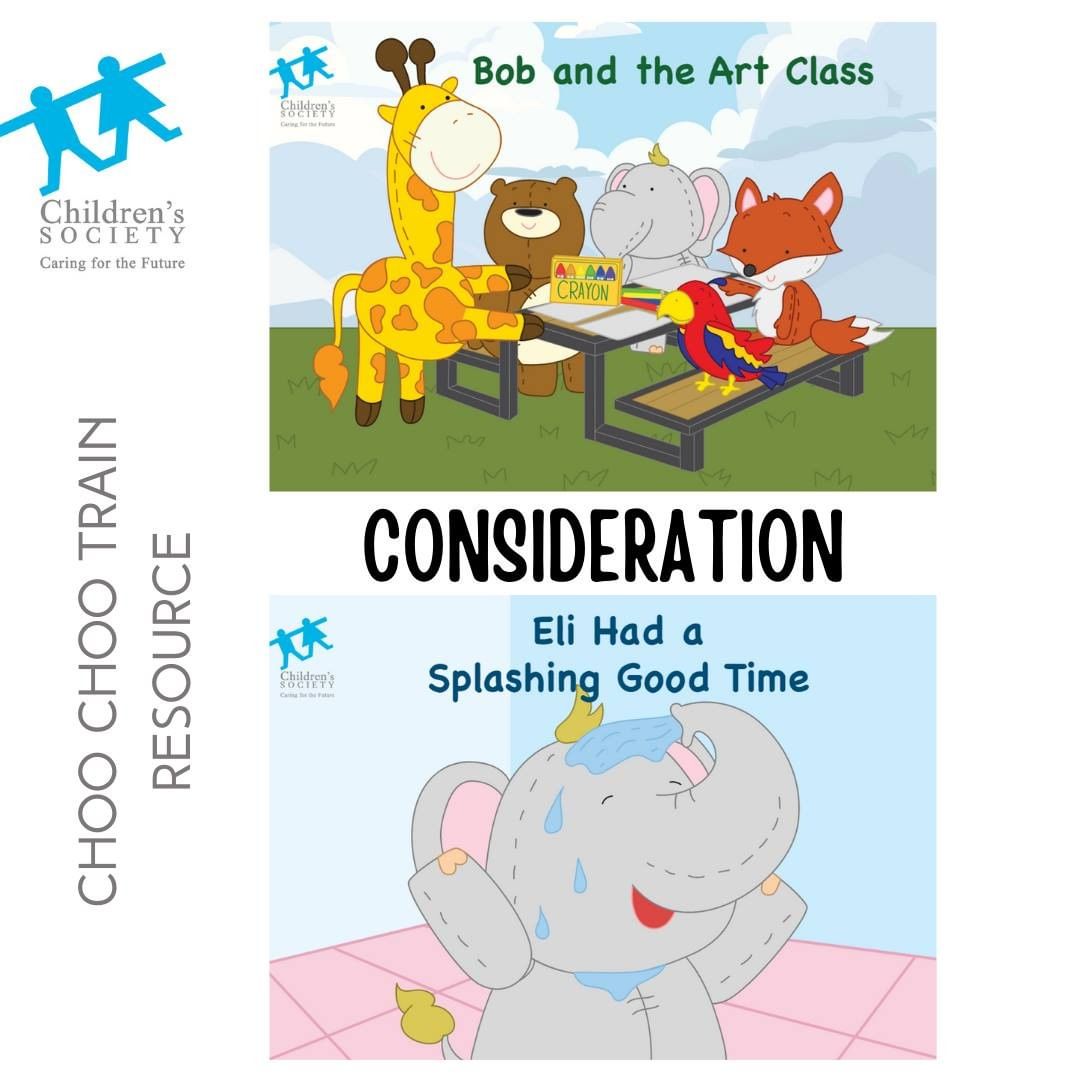 Children's
SOCIETY
Caring for the Future
CHOO CHOO TRAIN
RESOURCE
Children's
SOCIETY
Caring for the Future
Bob and the Art Class
CRAYON
CONSIDERATION
Children's
SOCIETY
Caring for the Future
Eli Had a
Splashing Good Time